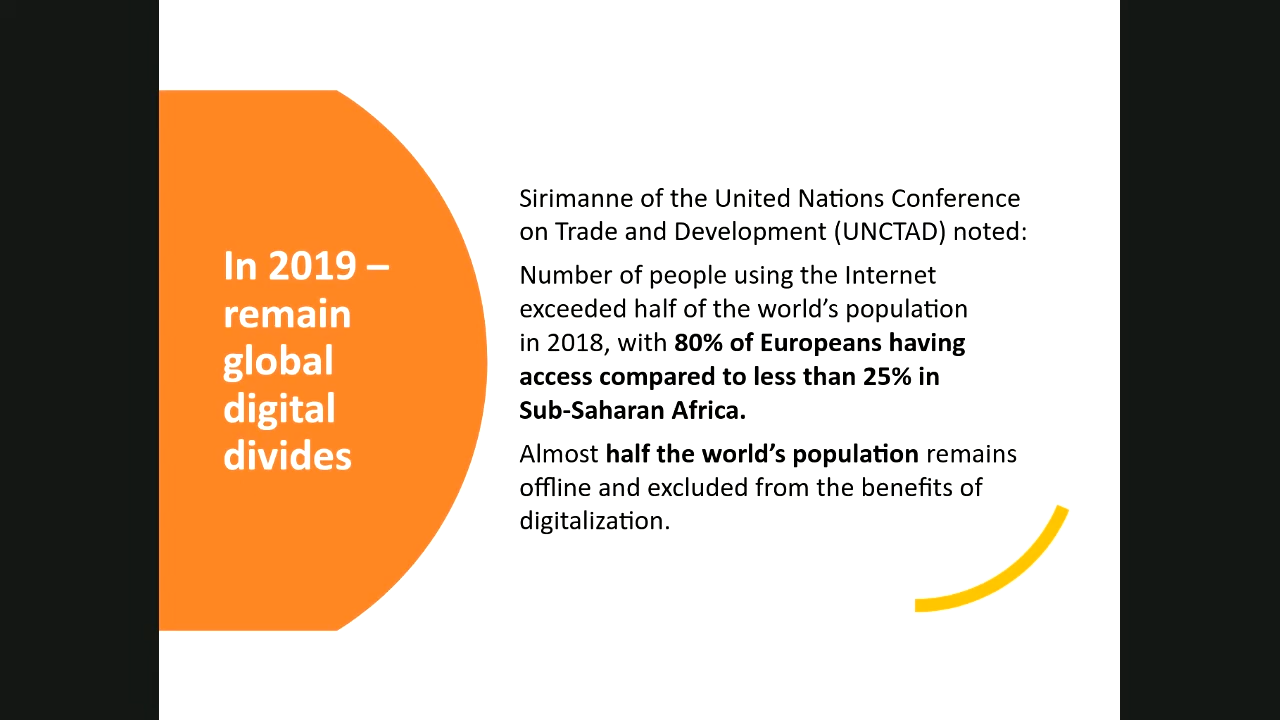 In 2019 –
remain
global
digital
divides
Sirimanne of the United Nations Conference
on Trade and Development (UNCTAD) noted:
Number of people using the Internet
exceeded half of the world’s population
in 2018, with 80% of Europeans having
access compared to less than 25% in
Sub-Saharan Africa.
Almost half the world’s population remains
offline and excluded from the benefits of
digitalization.